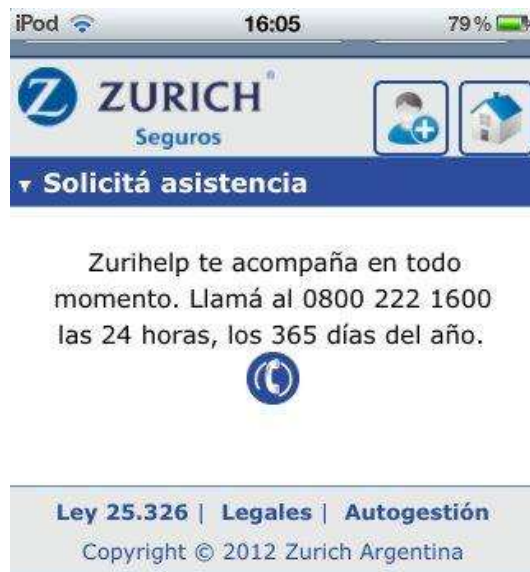 iPod 16:05 79 %
ZURICH®
Seguros
▼ Solicitá asistencia
Zurihelp te acompaña en todo
momento. Llamá al 0800 222 1600
las 24 horas, los 365 días del año.
Ley 25.326 | Legales | Autogestión
Copyright © 2012 Zurich Argentina